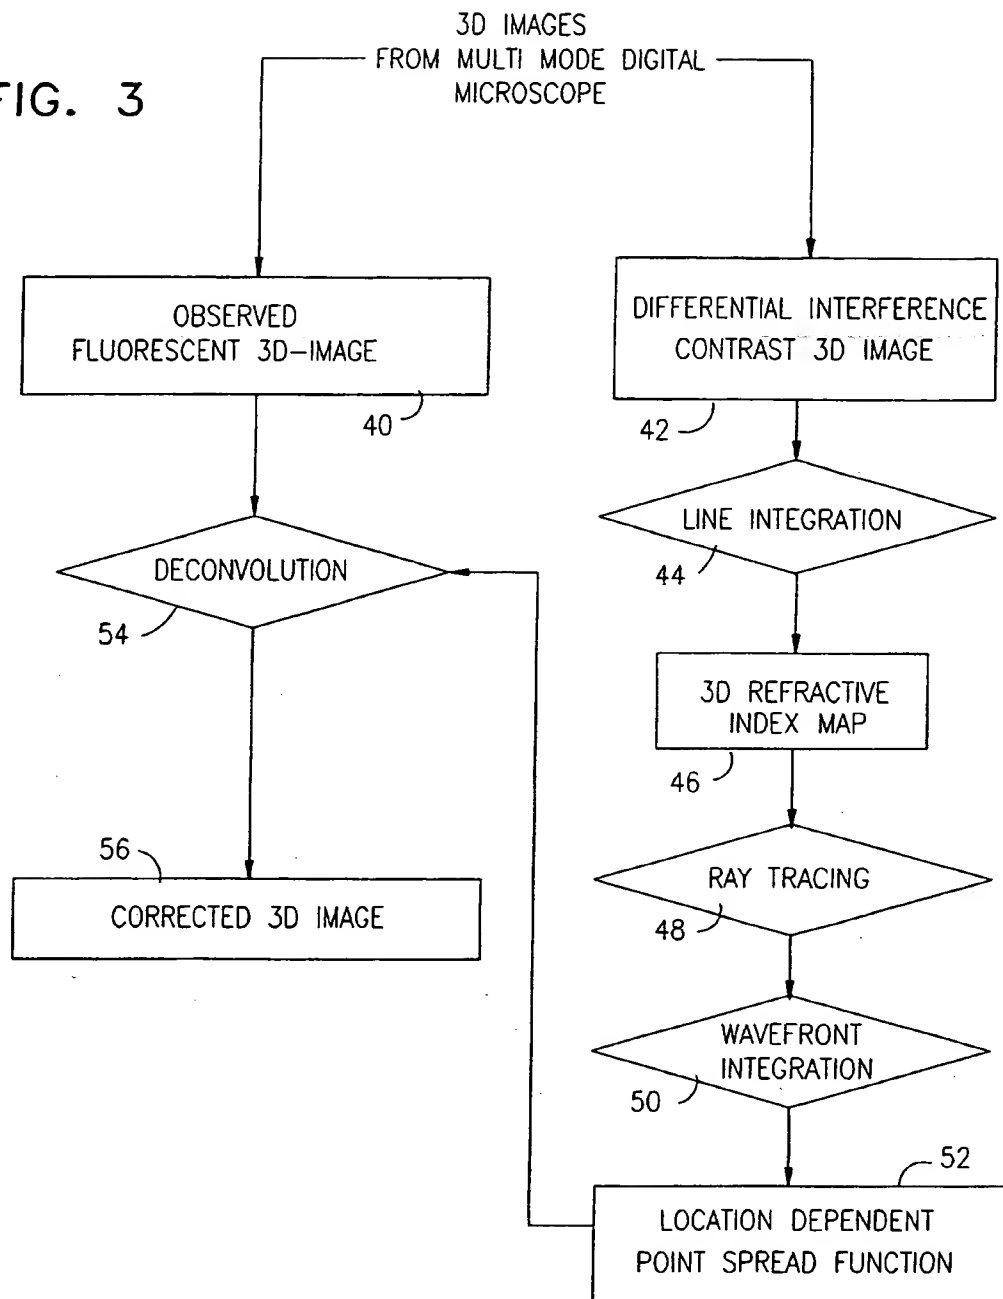 3D IMAGES
FROM MULTI MODE DIGITAL
MICROSCOPE
FIG. 3
OBSERVED
FLUORESCENT 3D-IMAGE
40
DIFFERENTIAL INTERFERENCE
CONTRAST 3D IMAGE
42
LINE INTEGRATION
44
DECONVOLUTION
54
3D REFRACTIVE
INDEX MAP
46
RAY TRACING
48
56
CORRECTED 3D IMAGE
WAVEFRONT
INTEGRATION
50
52
LOCATION DEPENDENT
POINT SPREAD FUNCTION